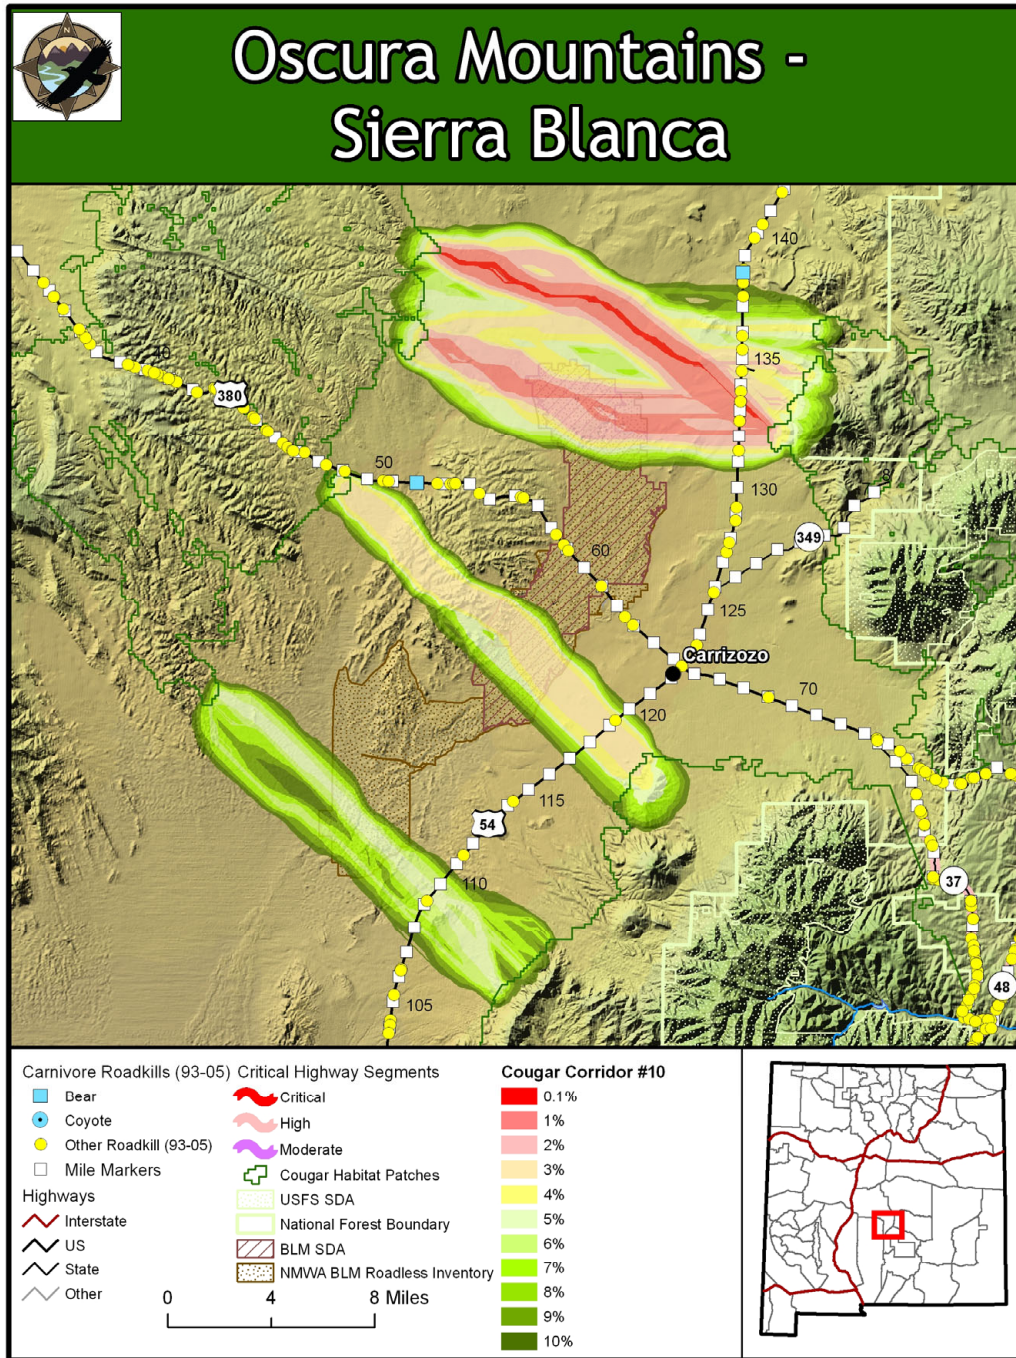 N
Oscura Mountains -
Sierra Blanca
140
135
40
380
50
130
8
349
60
125
Carrizozo
70
120
115
54
110
37
105
48
Carnivore Roadkills (93-05)
Bear
Coyote
Other Roadkill (93-05)
Mile Markers
Highways
Interstate
US
State
Other
Critical Highway Segments
Critical
High
Moderate
Cougar Habitat Patches
USFS SDA
National Forest Boundary
BLM SDA
NMWA BLM Roadless Inventory
0 4 8 Miles
Cougar Corridor #10
0.1%
1%
2%
3%
4%
5%
6%
7%
8%
9%
10%